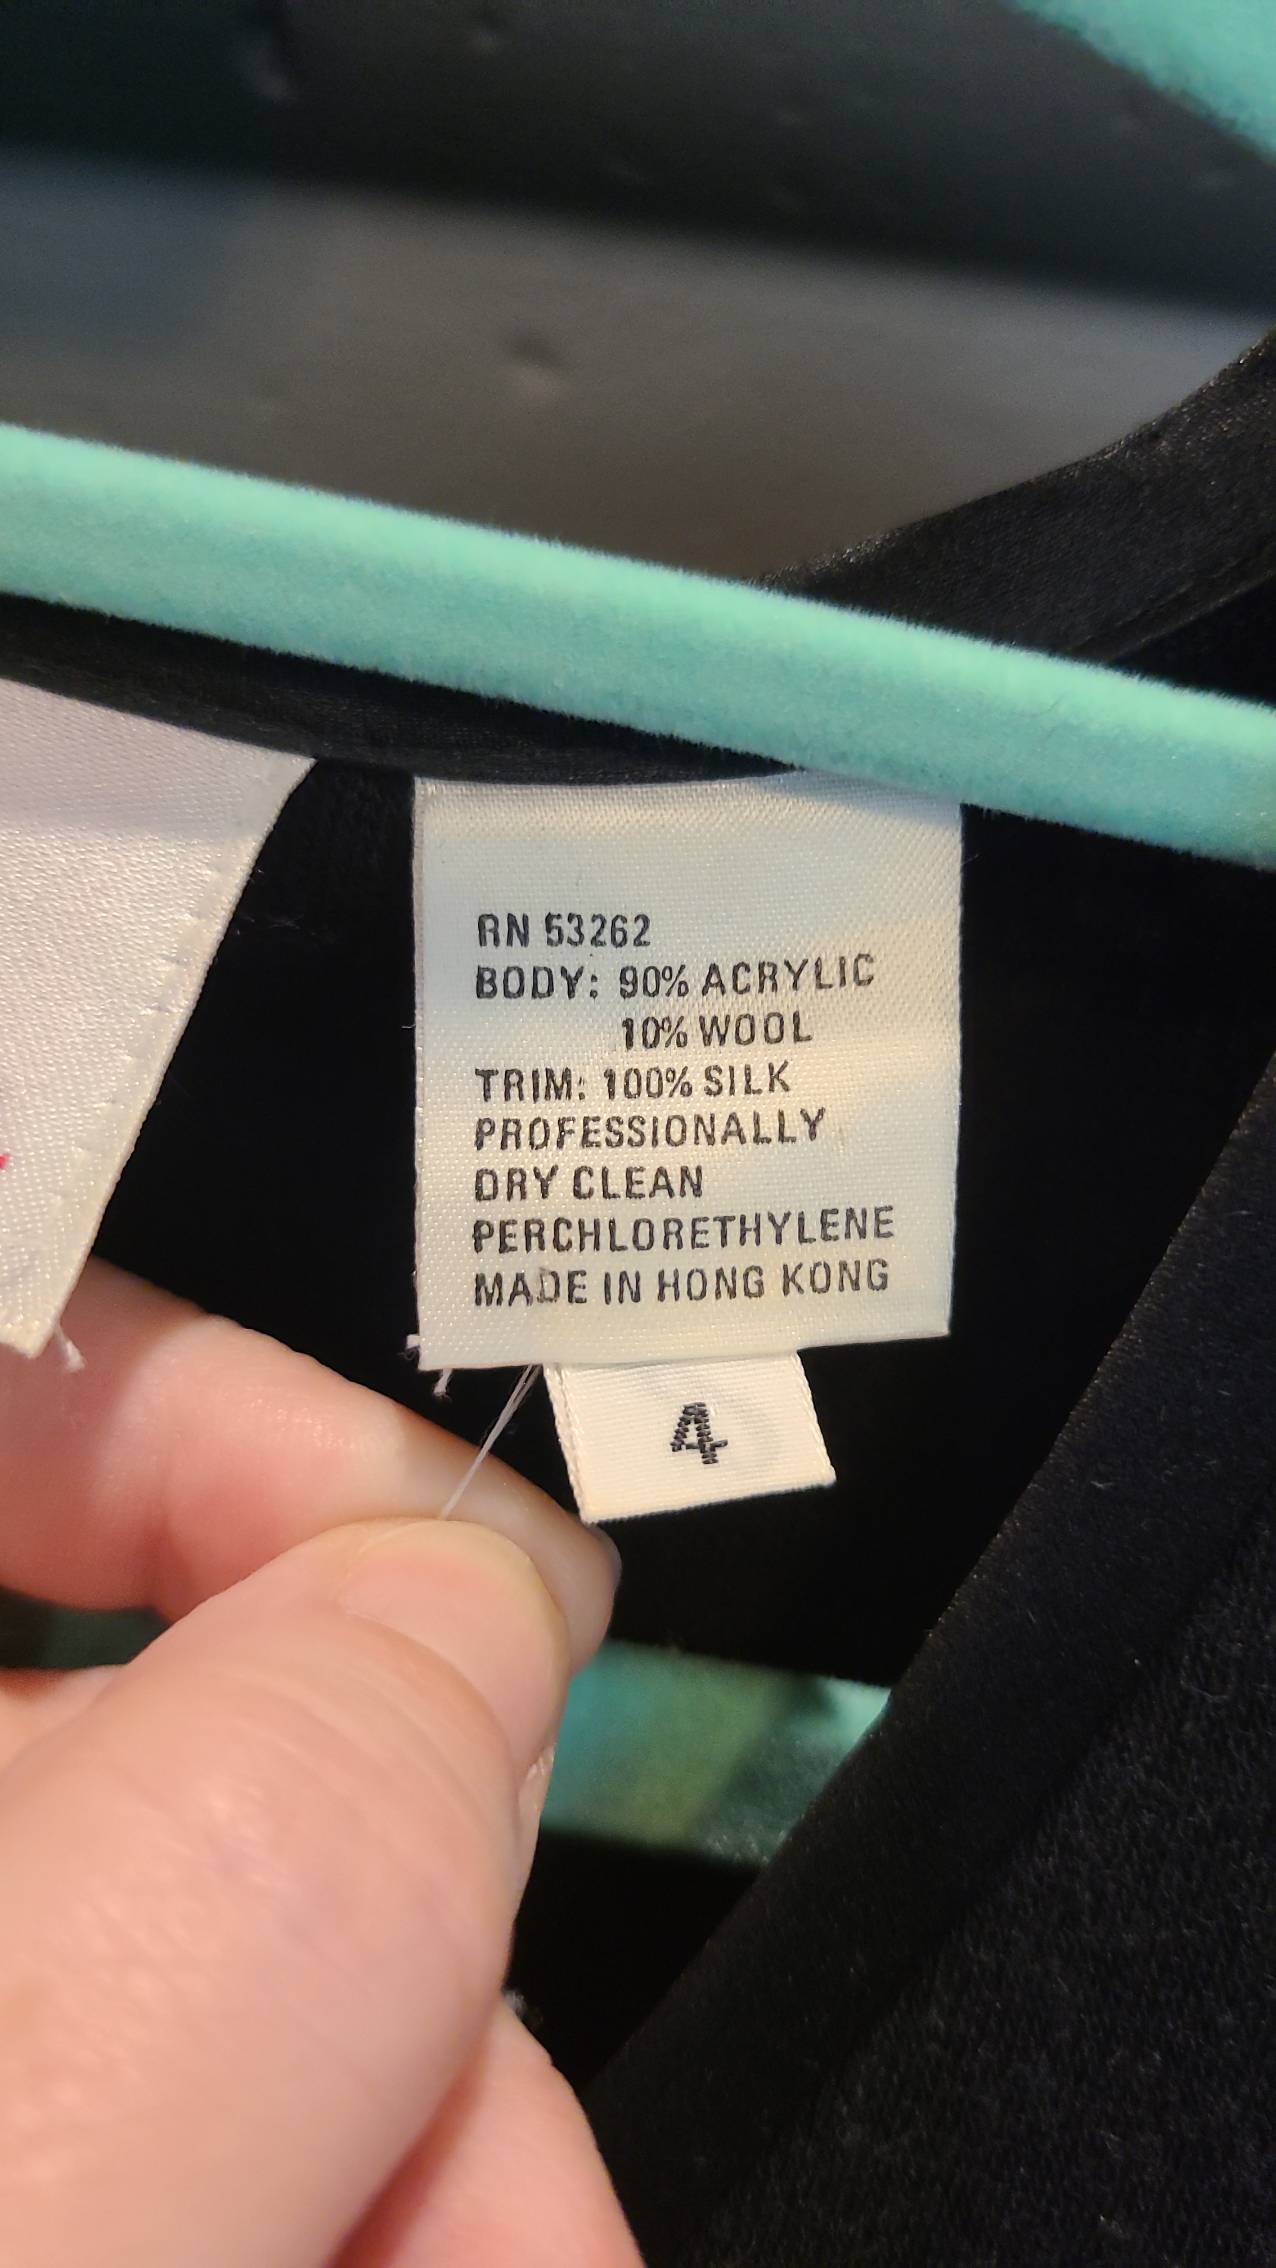 RN 53262
BODY: 90% ACRYLIC
10% WOOL
TRIM: 100% SILK
PROFESSIONALLY
DRY CLEAN
PERCHLORETHYLENE
MADE IN HONG KONG
4